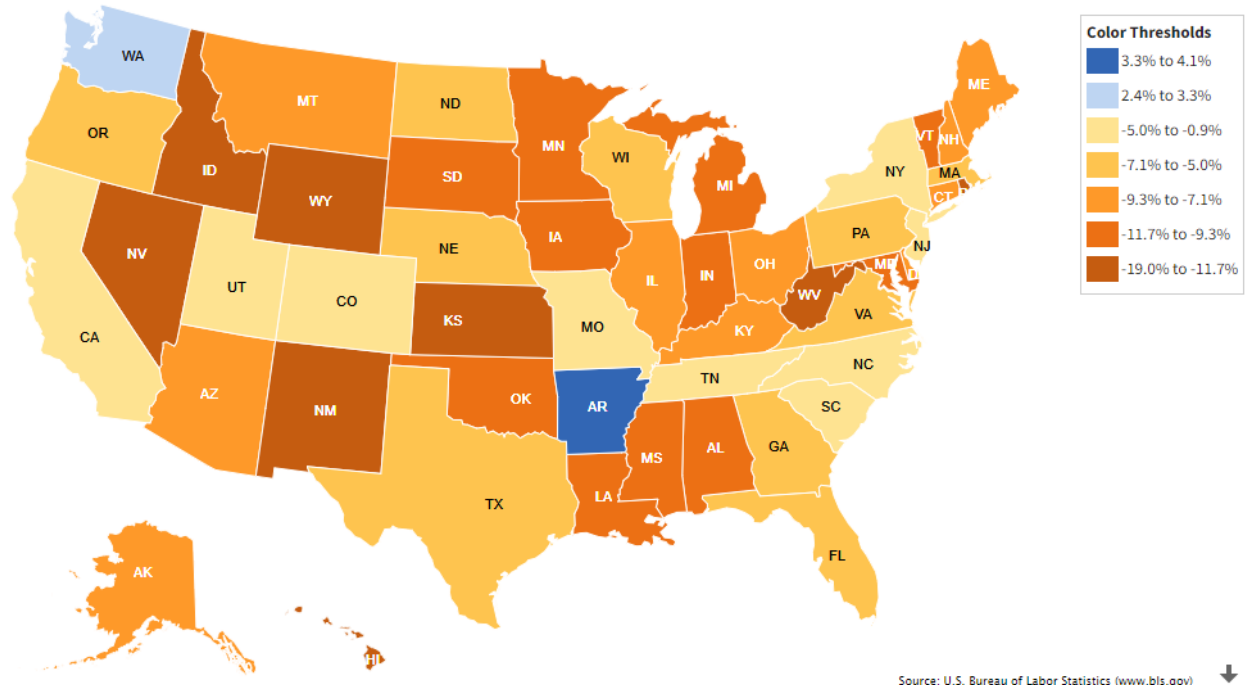 Color Thresholds
3.3% to 4.1%
2.4% to 3.3%
-5.0% to -0.9%
-7.1% to -5.0%
-9.3% to -7.1%
-11.7% to -9.3%
-19.0% to -11.7%
WA
MT
ND
MN
ME
OR
ID
SD
WI
MI
VT
NH
NY
MA
CT
WY
IA
NE
PA
NJ
NV
UT
CO
IL
IN
OH
MD
D
WV
VA
CA
KS
MO
KY
AZ
NM
OK
AR
TN
NC
SC
MS
AL
GA
LA
TX
FL
AK
HI
Source: U.S. Bureau of Labor Statistics (www.bls.gov)